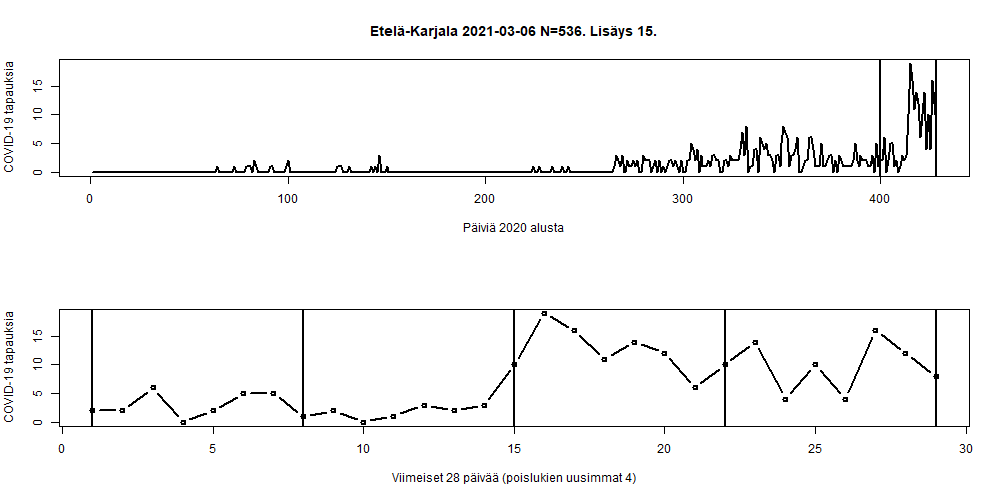 Etelä-Karjala 2021-03-06 N=536. Lisäys 15.
COVID-19 tapauksia
15
10
5
0
0 100 200 300 400
Päiviä 2020 alusta
COVID-19 tapauksia
15
10
5
0
0 5 10 15 20 25 30
Viimeiset 28 päivää (poislukien uusimmat 4)